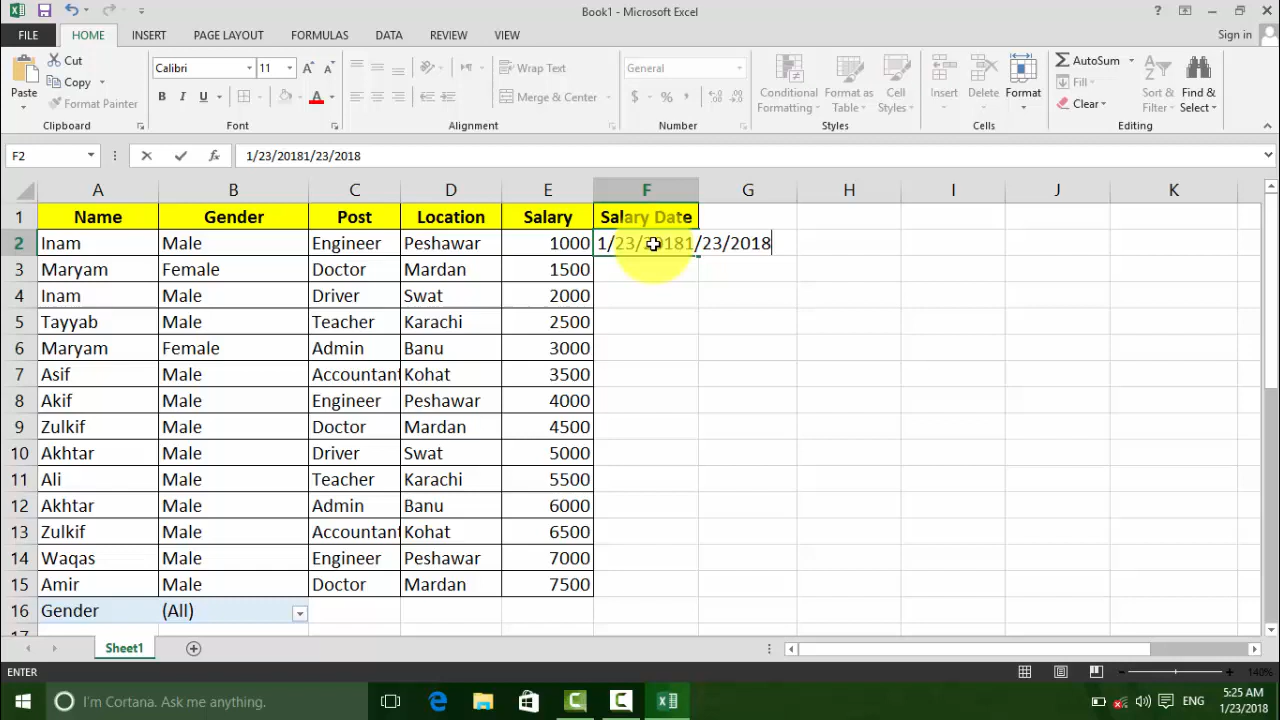 Book1 - Microsoft Excel
?
FILE HOME INSERT PAGE LAYOUT FORMULAS DATA REVIEW VIEW Sign in
Cut
Copy
Format Painter
Paste
Clipboard
Calibri 11
B I U A
Font
Wrap Text
Merge & Center
Alignment
General
$ % ,
Number
Conditional Formatting
Format as Table
Cell Styles
Styles
Insert Delete Format
Cells
AutoSum
Fill
Clear
Sort & Filter
Find & Select
Editing
F2 fx 1/23/20181/23/2018
A B C D E F G H I J K
1 Name Gender Post Location Salary Salary Date
2 Inam Male Engineer Peshawar 1000 1/23/20181/23/2018
3 Maryam Female Doctor Mardan 1500
4 Inam Male Driver Swat 2000
5 Tayyab Male Teacher Karachi 2500
6 Maryam Female Admin Banu 3000
7 Asif Male Accountant Kohat 3500
8 Akif Male Engineer Peshawar 4000
9 Zulkif Male Doctor Mardan 4500
10 Akhtar Male Driver Swat 5000
11 Ali Male Teacher Karachi 5500
12 Akhtar Male Admin Banu 6000
13 Zulkif Male Accountant Kohat 6500
14 Waqas Male Engineer Peshawar 7000
15 Amir Male Doctor Mardan 7500
16 Gender (All)
17
Sheet1
ENTER 140%
I'm Cortana. Ask me anything.
ENG
5:25 AM
1/23/2018